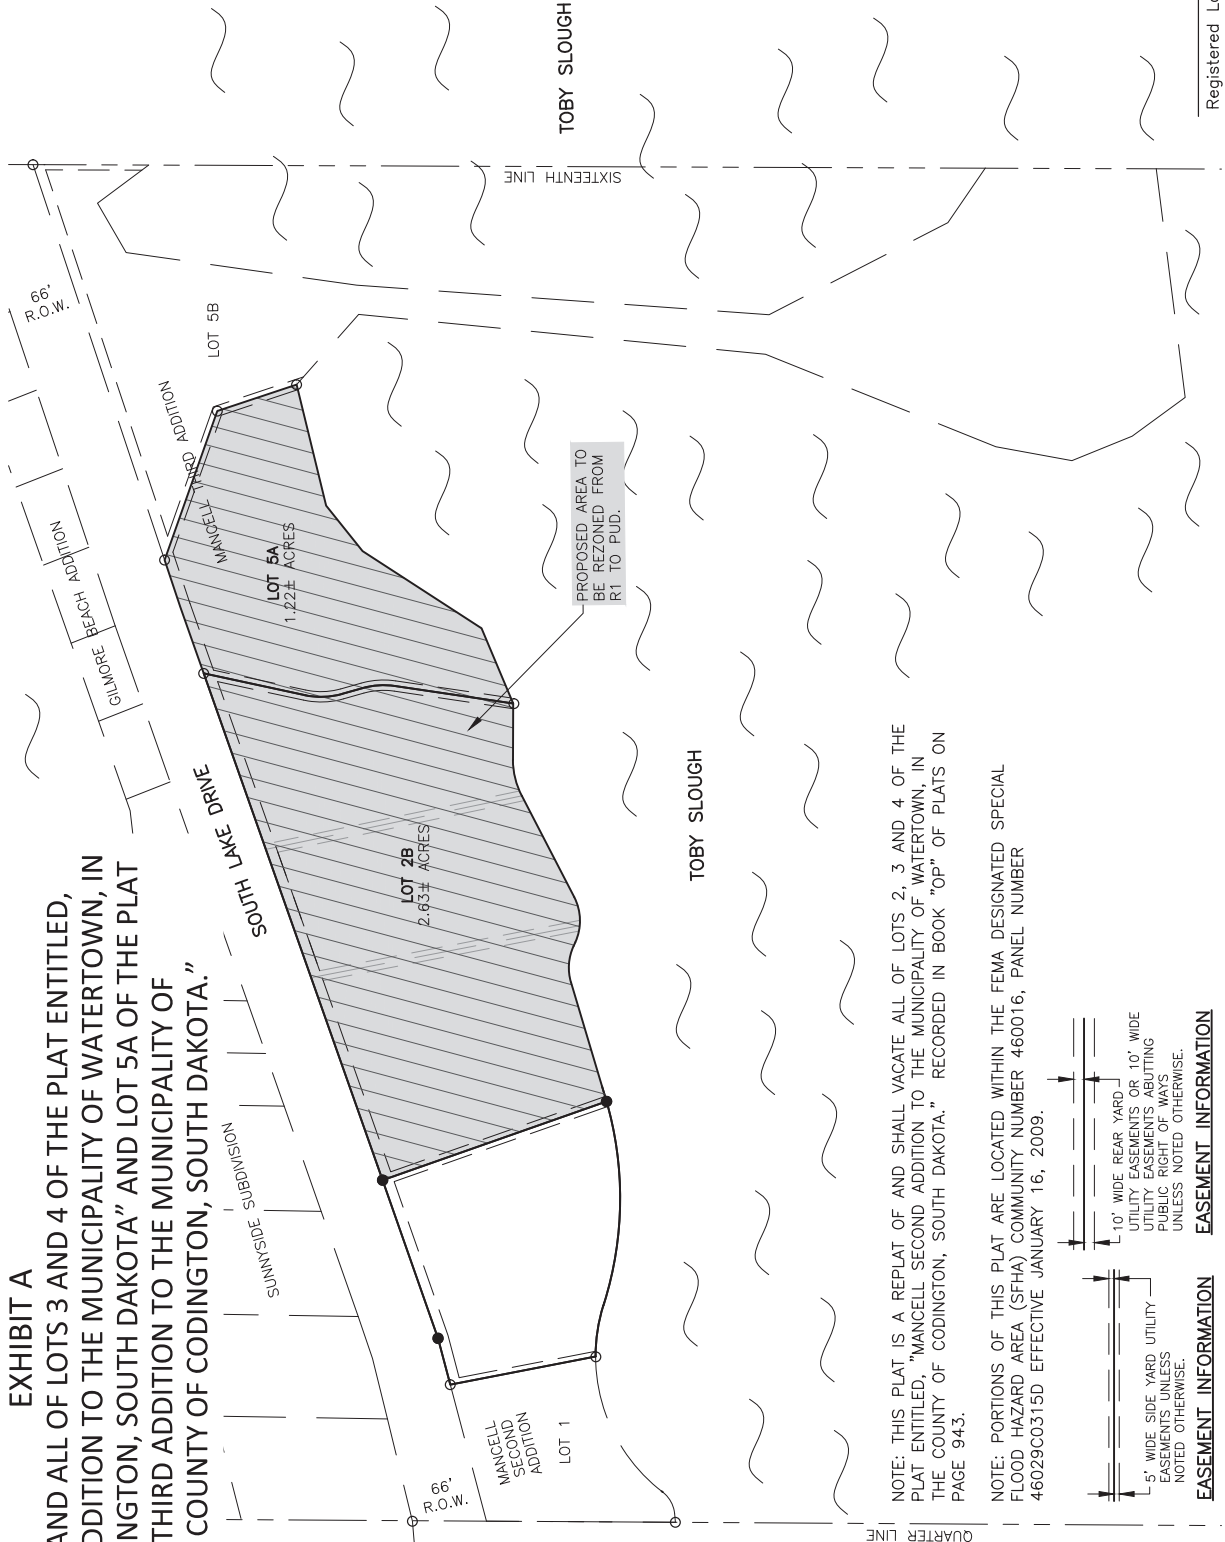 EXHIBIT A
AND ALL OF LOTS 3 AND 4 OF THE PLAT ENTITLED,
DDITION TO THE MUNICIPALITY OF WATERTOWN, IN
NGTON, SOUTH DAKOTA” AND LOT 5A OF THE PLAT
THIRD ADDITION TO THE MUNICIPALITY OF
COUNTY OF CODINGTON, SOUTH DAKOTA.”
66'
R.O.W.
GILMORE BEACH ADDITION
MANCELL THIRD ADDITION
LOT 5B
SIXTEENTH LINE
TOBY SLOUGH
SOUTH LAKE DRIVE
LOT 5A
1.22± ACRES
LOT 2B
2.63± ACRES
PROPOSED AREA TO
BE REZONED FROM
R1 TO PUD.
TOBY SLOUGH
SUNNYSIDE SUBDIVISION
MANCELL
SECOND
ADDITION
LOT 1
66'
R.O.W.
QUARTER LINE
NOTE: THIS PLAT IS A REPLAT OF AND SHALL VACATE ALL OF LOTS 2, 3 AND 4 OF THE
PLAT ENTITLED, "MANCELL SECOND ADDITION TO THE MUNICIPALITY OF WATERTOWN, IN
THE COUNTY OF CODINGTON, SOUTH DAKOTA." RECORDED IN BOOK "OP" OF PLATS ON
PAGE 943.
NOTE: PORTIONS OF THIS PLAT ARE LOCATED WITHIN THE FEMA DESIGNATED SPECIAL
FLOOD HAZARD AREA (SFHA) COMMUNITY NUMBER 460016, PANEL NUMBER
46029C0315D EFFECTIVE JANUARY 16, 2009.
5' WIDE SIDE YARD UTILITY
EASEMENTS UNLESS
NOTED OTHERWISE.
EASEMENT INFORMATION
10' WIDE REAR YARD
UTILITY EASEMENTS OR 10' WIDE
UTILITY EASEMENTS ABUTTING
PUBLIC RIGHT OF WAYS
UNLESS NOTED OTHERWISE.
EASEMENT INFORMATION
Registered Lo